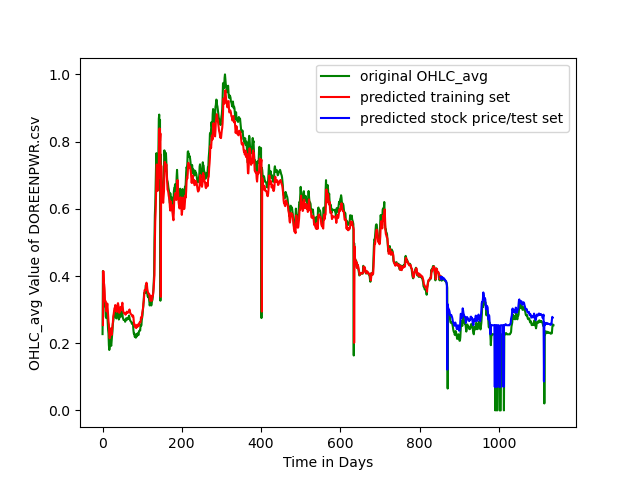 original OHLC_avg
predicted training set
predicted stock price/test set
OHLC_avg Value of DOREENPWR.csv
1.0
0.8
0.6
0.4
0.2
0.0
0 200 400 600 800 1000
Time in Days